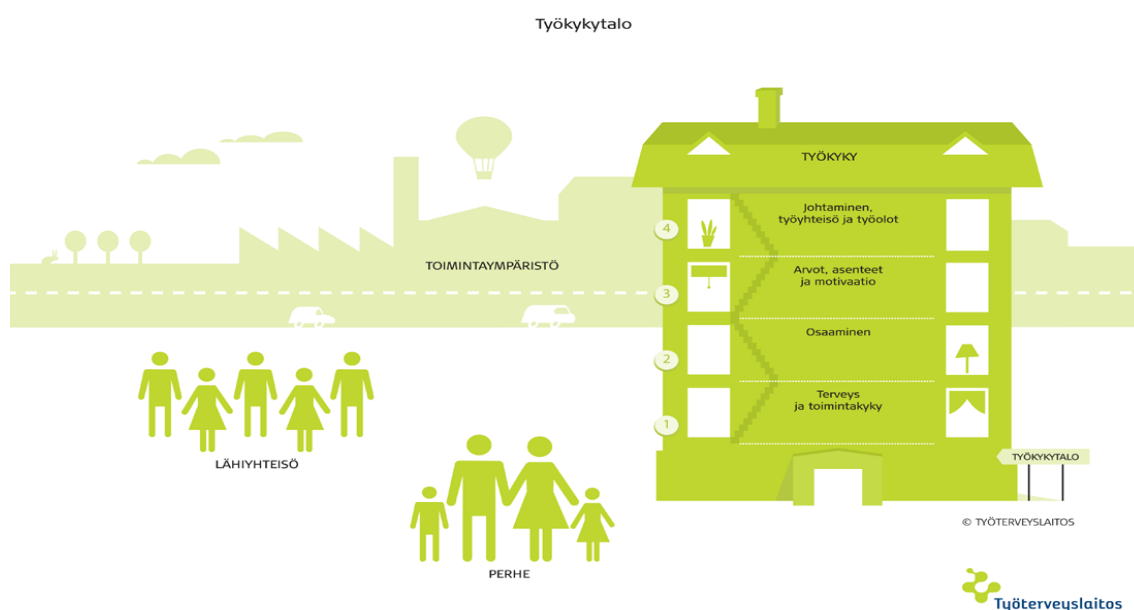 Työkykytalo
TYÖKYKY
4
Johtaminen,
työyhteisö ja työolot
TOIMINTAYMPÄRISTÖ
3
Arvot, asenteet
ja motivaatio
2
Osaaminen
1
Terveys
ja toimintakyky
LÄHIYHTEISÖ
PERHE
TYÖKYKYTALO
© TYÖTERVEYSLAITOS
Työterveyslaitos